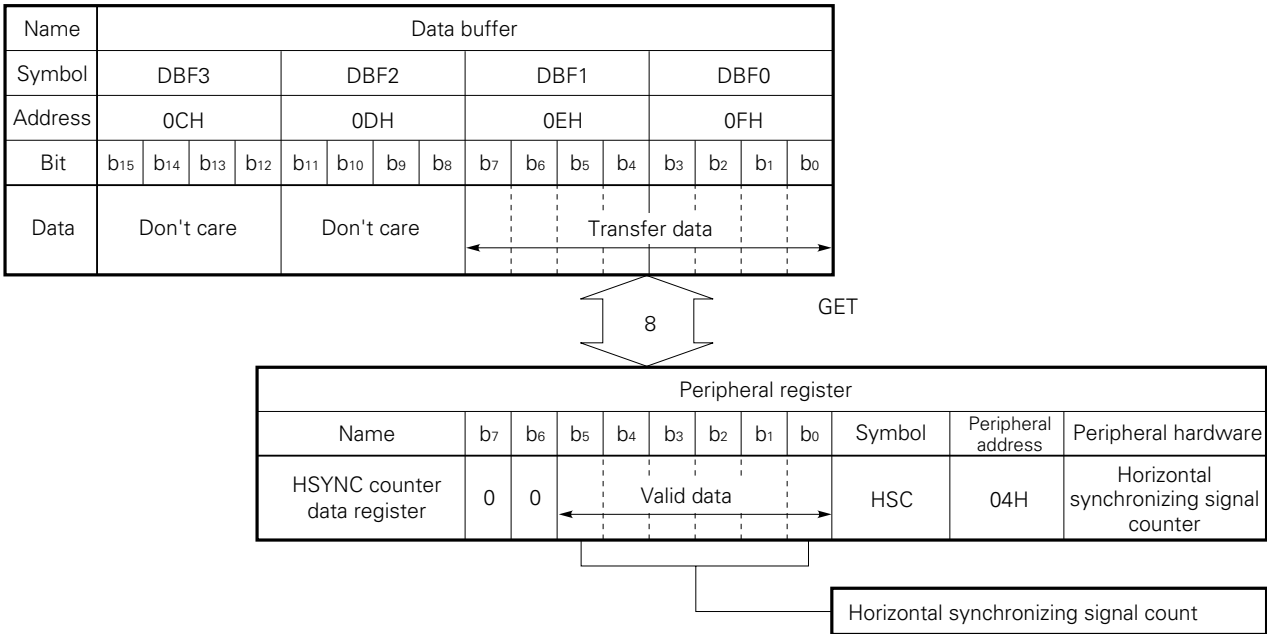 Name Data buffer
Symbol DBF3 DBF2 DBF1 DBF0
Address 0CH 0DH 0EH 0FH
Bit b15 b14 b13 b12 b11 b10 b9 b8 b7 b6 b5 b4 b3 b2 b1 b0
Data Don't care Don't care Transfer data
8
GET
Peripheral register
Name b7 b6 b5 b4 b3 b2 b1 b0 Symbol Peripheral address Peripheral hardware
HSYNC counter
data register
0 0 Valid data HSC 04H
Horizontal
synchronizing signal
counter
Horizontal synchronizing signal count